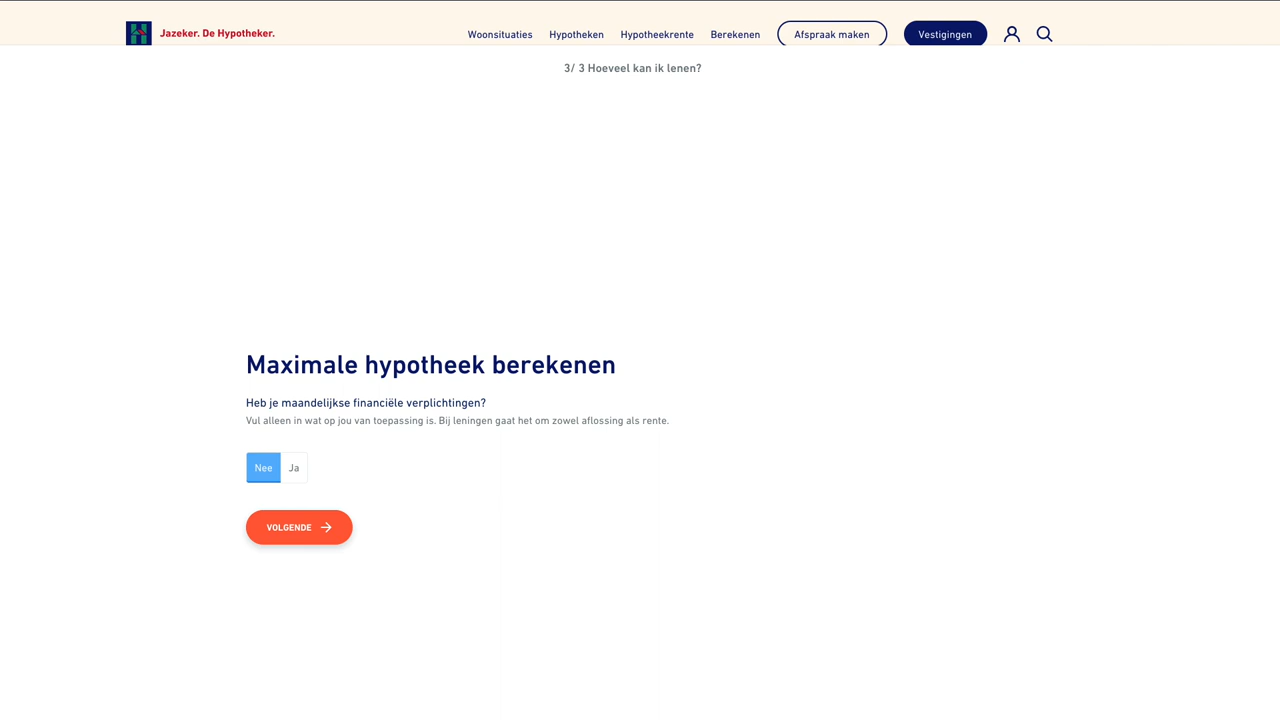 Jazeker. De Hypotheker.
Woonsituaties Hypotheken Hypotheekrente Berekenen Afspraak maken Vestigingen
3/ 3 Hoeveel kan ik lenen?
Maximale hypotheek berekenen
Heb je maandelijkse financiële verplichtingen?
Vul alleen in wat op jou van toepassing is. Bij leningen gaat het om zowel aflossing als rente.
Nee Ja
VOLGENDE